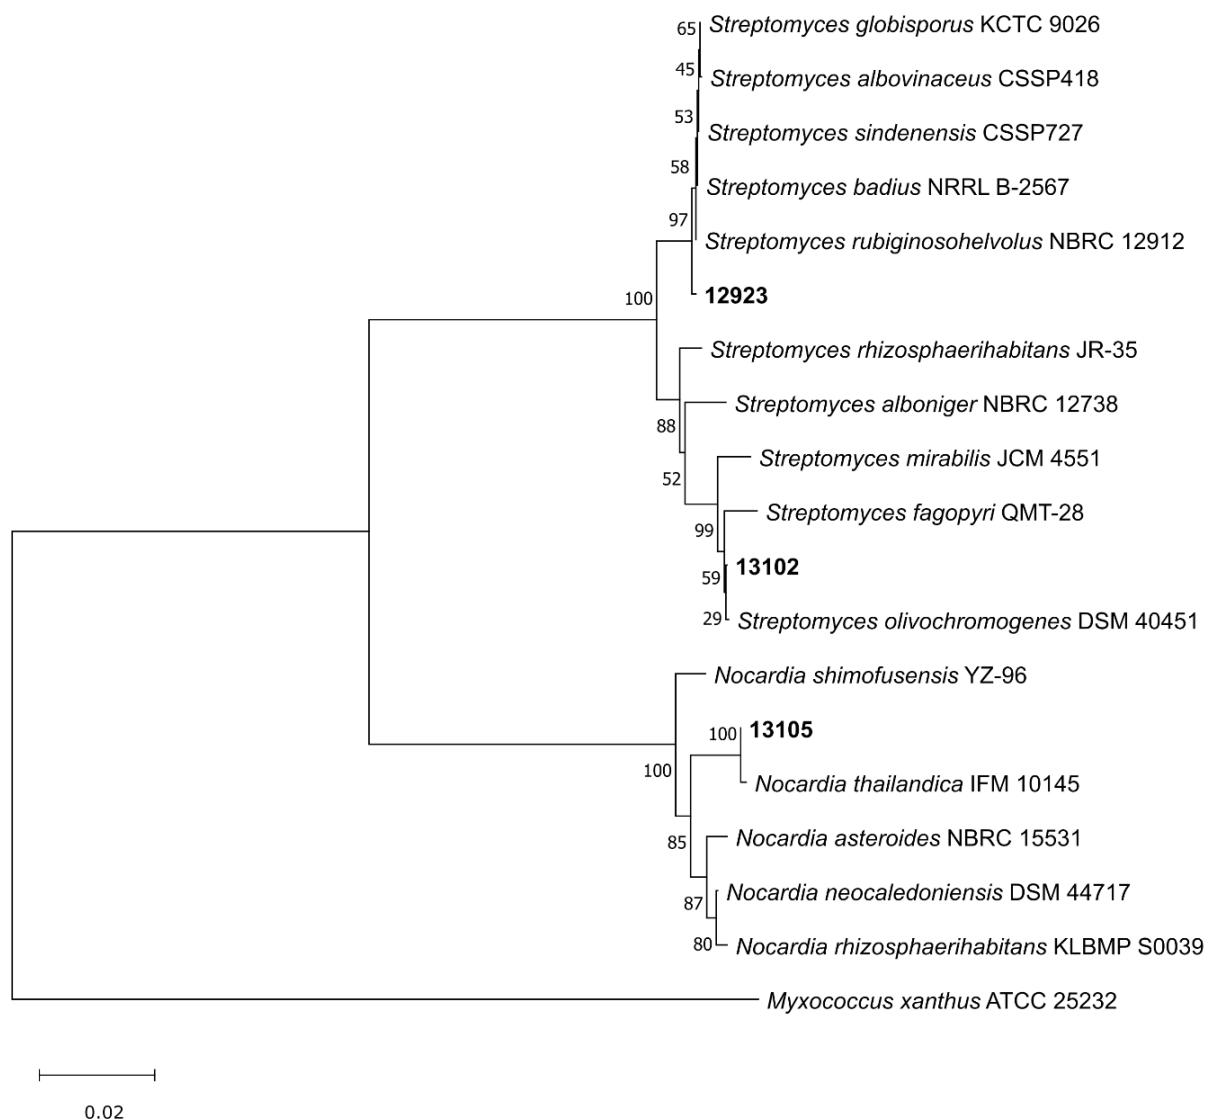 65
Streptomyces globisporus KCTC 9026
45
Streptomyces albovinaceus CSSP418
53
Streptomyces sindenensis CSSP727
58
Streptomyces badius NRRL B-2567
97
Streptomyces rubiginosohelvolus NBRC 12912
100
12923
Streptomyces rhizosphaerihabitans JR-35
Streptomyces alboniger NBRC 12738
88
Streptomyces mirabilis JCM 4551
52
Streptomyces fagopyri QMT-28
99
13102
59
29
Streptomyces olivochromogenes DSM 40451
Nocardia shimofusensis YZ-96
100
13105
100
Nocardia thailandica IFM 10145
85
Nocardia asteroides NBRC 15531
Nocardia neocaledoniensis DSM 44717
87
80
Nocardia rhizosphaerihabitans KLBMP S0039
Myxococcus xanthus ATCC 25232
0.02